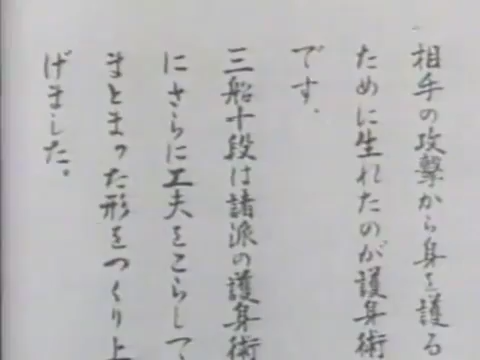 相手の攻撃から身を護る
ために生れたのが護身術
です.
三船十段は諸派の護身術
にさらに工夫をこらして
まとまった形をつくり上
げました。